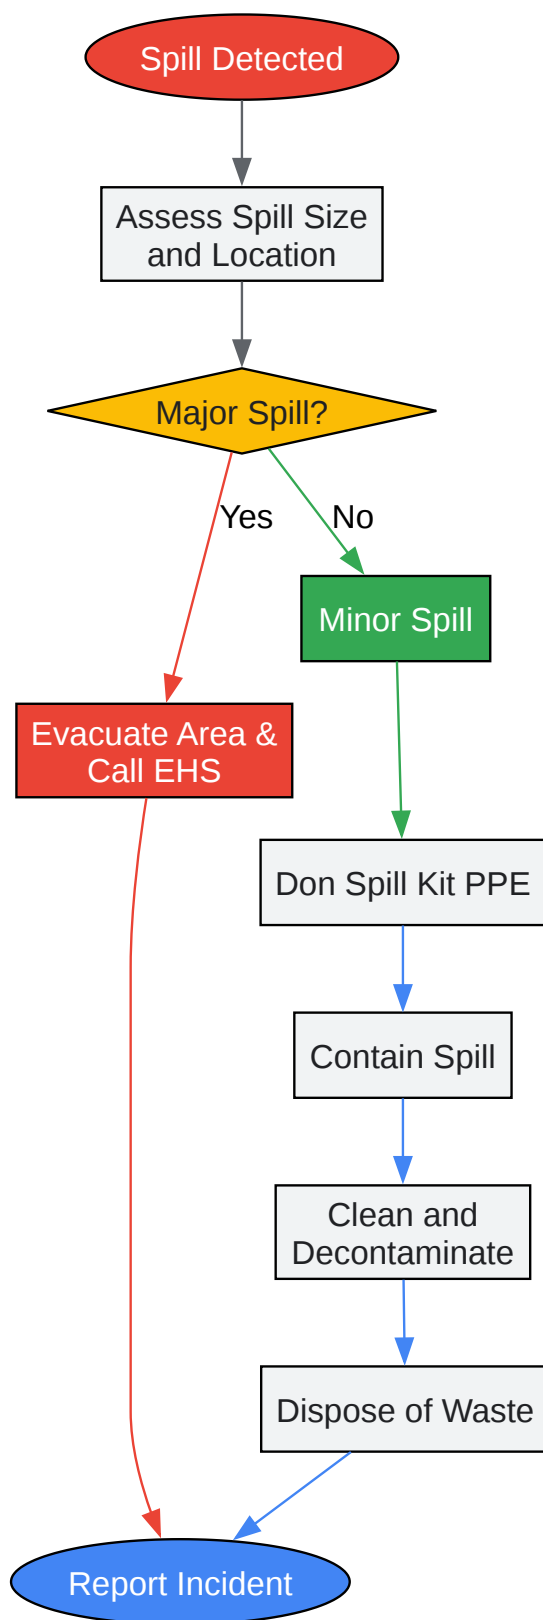 Spill Detected
Assess Spill Size
and Location
Major Spill?
Yes
No
Minor Spill
Evacuate Area &
Call EHS
Don Spill Kit PPE
Contain Spill
Clean and
Decontaminate
Dispose of Waste
Report Incident